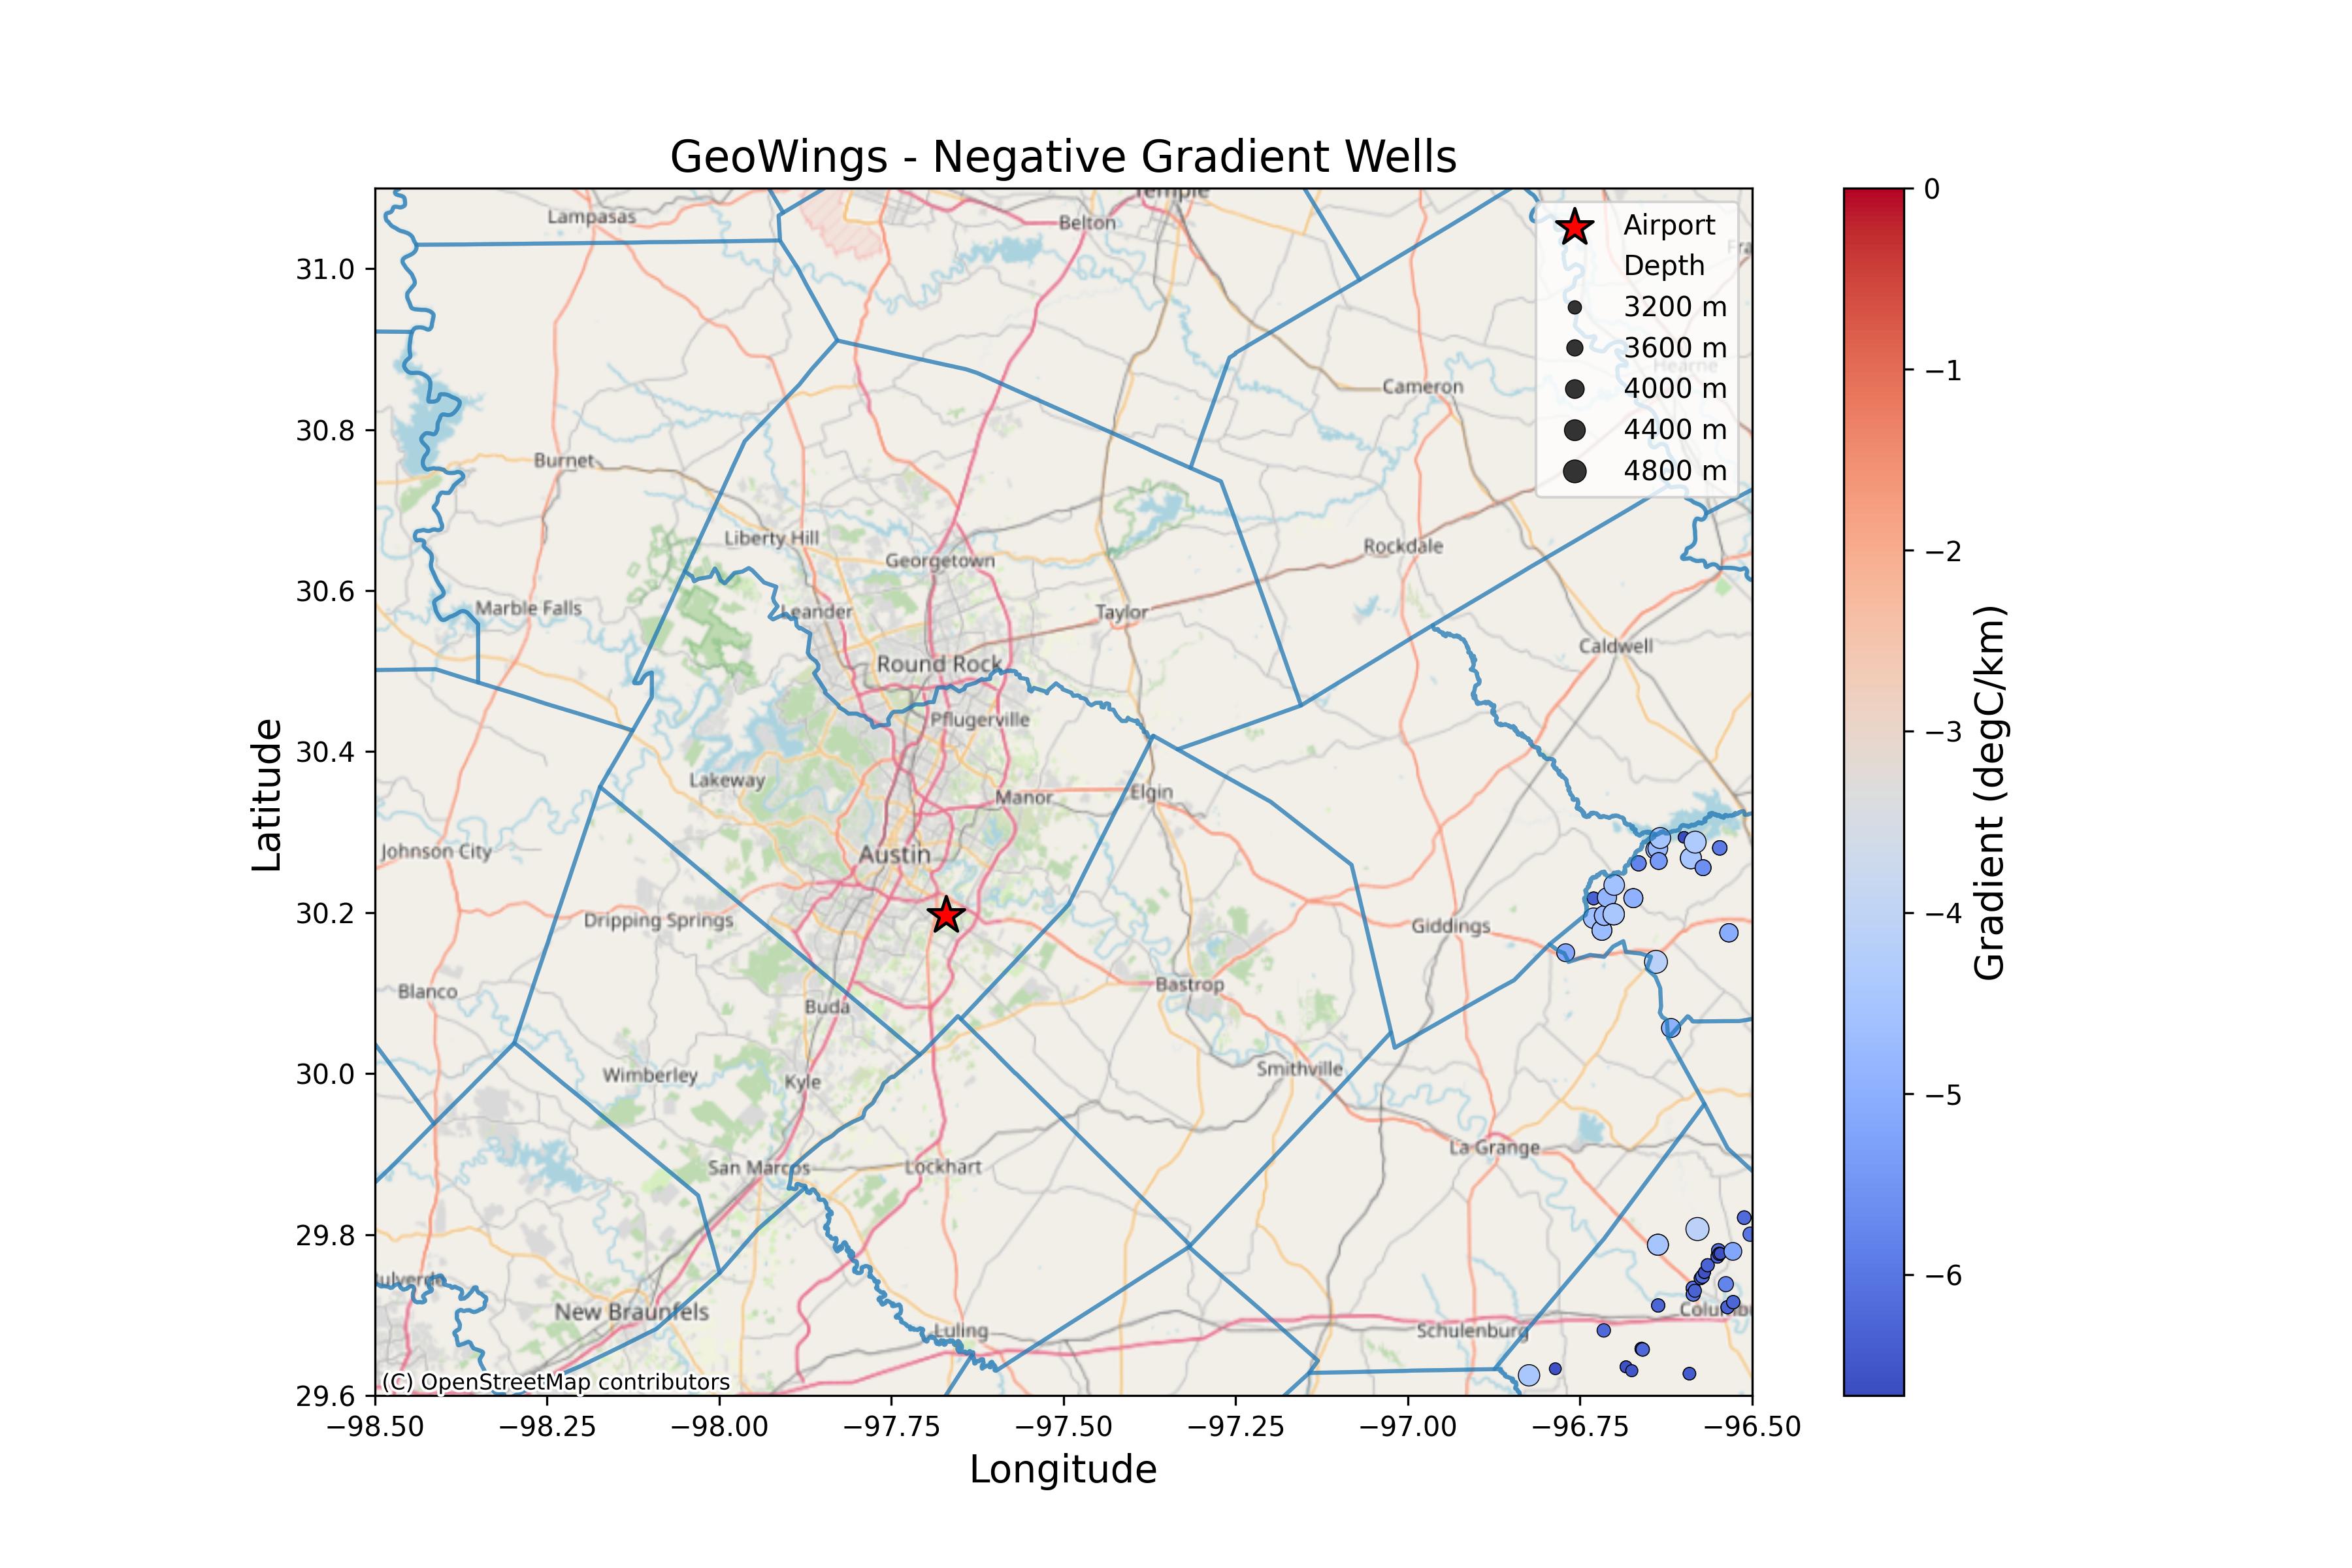 GeoWings - Negative Gradient Wells
Temple
Lampasas
Belton
Airport
Depth
3200 m
3600 m
4000 m
4400 m
4800 m
Hearne
Cameron
Burnet
Liberty Hill
Georgetown
Rockdale
Marble Falls
Leander
Taylor
Caldwell
Round Rock
Pflugerville
Lakeway
Manor
Elgin
Johnson City
Austin
Dripping Springs
Giddings
Blanco
Buda
Bastrop
Wimberley
Kyle
Smithville
San Marcos
Lockhart
La Grange
ulverde
New Braunfels
Luling
Schulenburg
(C) OpenStreetMap contributors
31.0
30.8
30.6
30.4
30.2
30.0
29.8
29.6
Latitude
−98.50
−98.25
−98.00
−97.75
−97.50
−97.25
−97.00
−96.75
−96.50
Longitude
0
−1
−2
−3
−4
−5
−6
Gradient (degC/km)